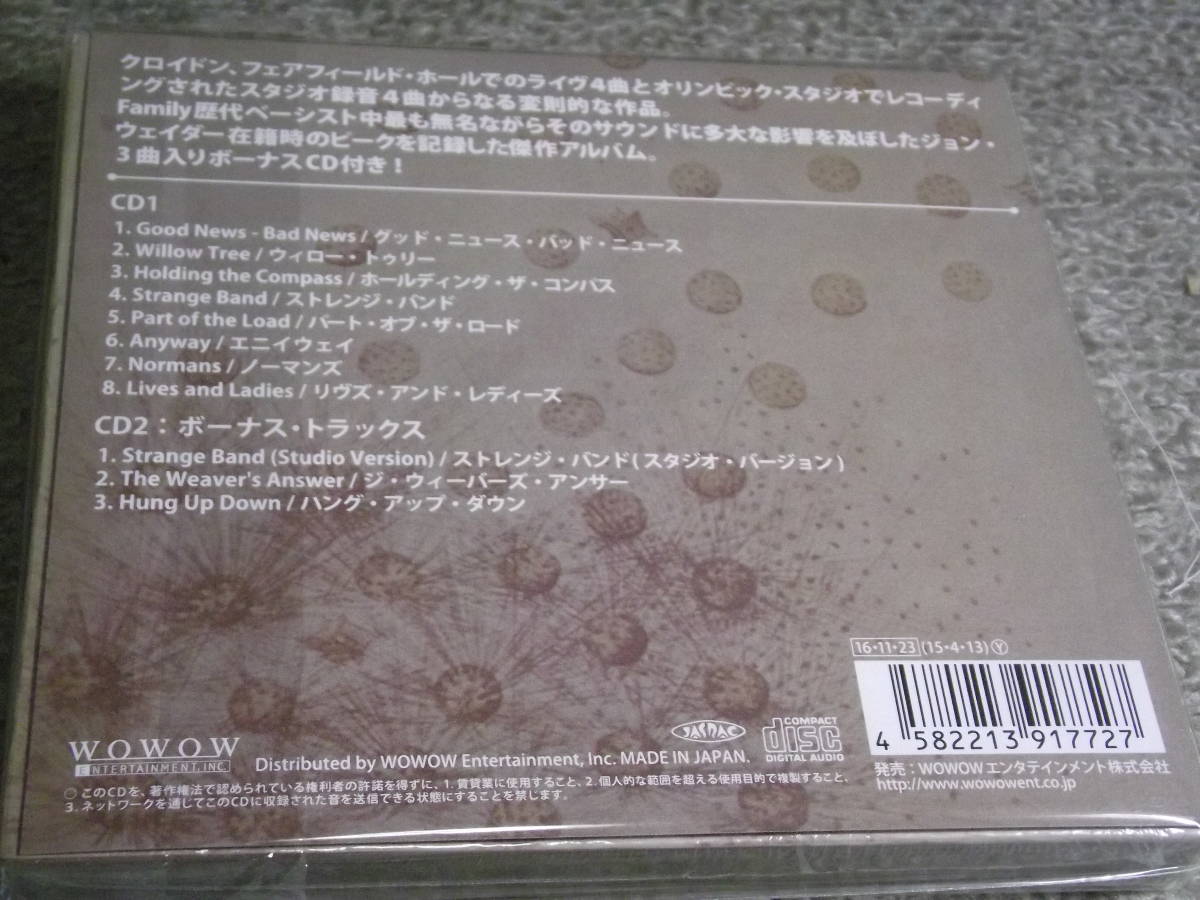 クロイドン、フェアフィールド・ホールでのライヴ4曲とオリンピック・スタジオでレコーディ
ングされたスタジオ録音4曲からなる変則的な作品。
Family歴代ベーシスト中最も無名ながらそのサウンドに多大な影響を及ぼしたジョン・
ウェイダー在籍時のピークを記録した傑作アルバム。
3曲入りボーナスCD付き！
CD1
1. Good News - Bad News / グッド・ニュース・バッド・ニュース
2. Willow Tree / ウィロー・トゥリー
3. Holding the Compass / ホールディング・ザ・コンパス
4. Strange Band / ストレンジ・バンド
5. Part of the Load / パート・オブ・ザ・ロード
6. Anyway / エニイウェイ
7. Normans / ノーマンズ
8. Lives and Ladies / リヴズ・アンド・レディーズ
CD2：ボーナス・トラックス
1. Strange Band (Studio Version) / ストレンジ・バンド(スタジオ・バージョン)
2. The Weaver's Answer / ジ・ウィーバーズ・アンサー
3. Hung Up Down / ハング・アップ・ダウン
16・11・23 (15・4・13) Ⓨ
4 582213 917727
WOWOW
ENTERTAINMENT, INC.
Distributed by WOWOW Entertainment, Inc. MADE IN JAPAN.
JASRAC
COMPACT
disc
DIGITAL AUDIO
発売：WOWOWエンタテインメント株式会社
http://www.wowowent.co.jp
○このCDを、著作権法で認められている権利者の許諾を得ずに、1. 賃貸業に使用すること、2. 個人的な範囲を超える使用目的で複製すること、
3. ネットワークを通じてこのCDに収録された音を送信できる状態にすることを禁じます。